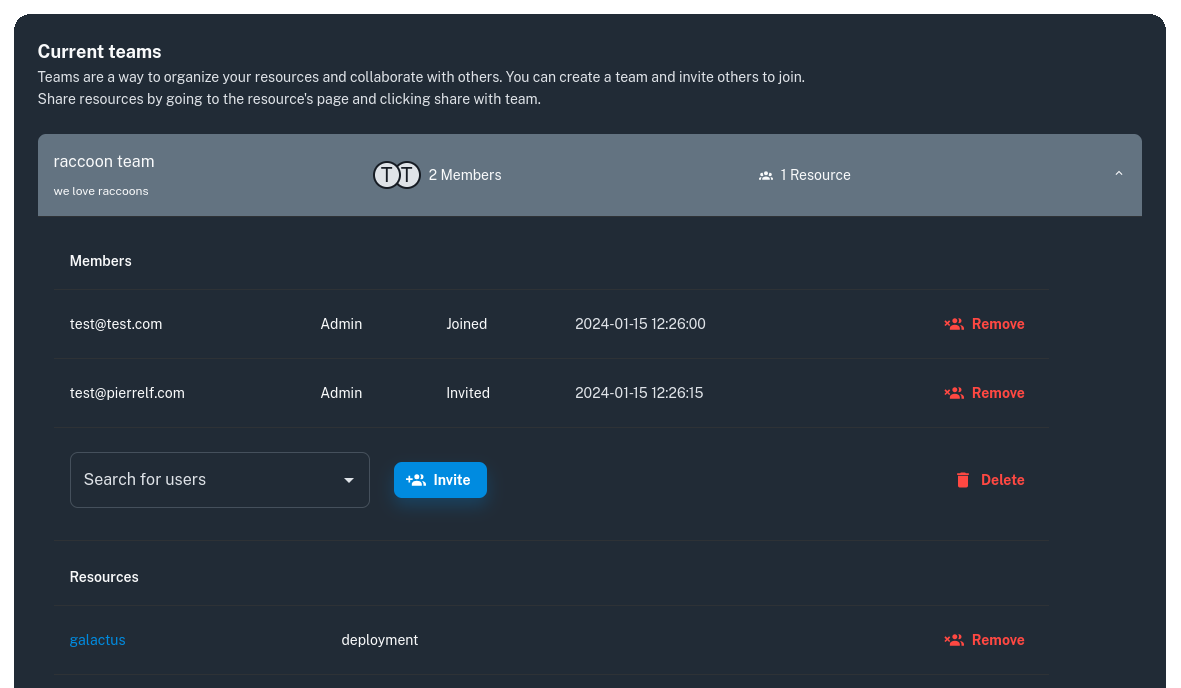 Current teams
Teams are a way to organize your resources and collaborate with others. You can create a team and invite others to join.
Share resources by going to the resource's page and clicking share with team.
raccoon team
we love raccoons
T T 2 Members
1 Resource
Members
test@test.com Admin Joined 2024-01-15 12:26:00 Remove
test@pierrelf.com Admin Invited 2024-01-15 12:26:15 Remove
Search for users Invite Delete
Resources
galactus deployment Remove